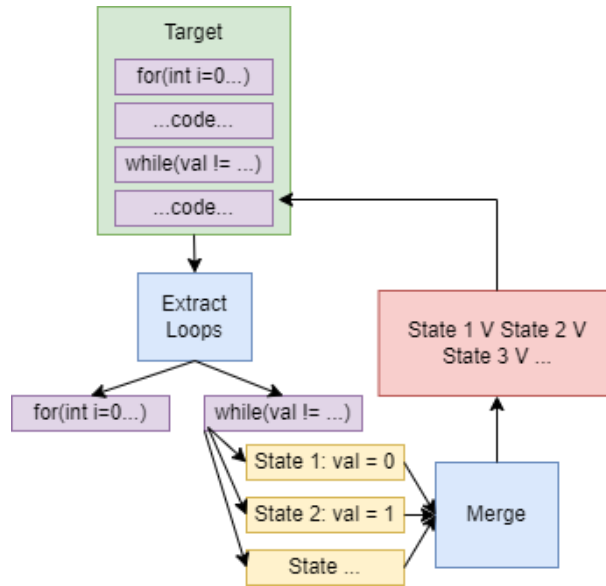 Target
for(int i=0...)
...code...
while(val != ...)
...code...
Extract
Loops
for(int i=0...)
while(val != ...)
State 1: val = 0
State 2: val = 1
State ...
Merge
State 1 V State 2 V
State 3 V ...